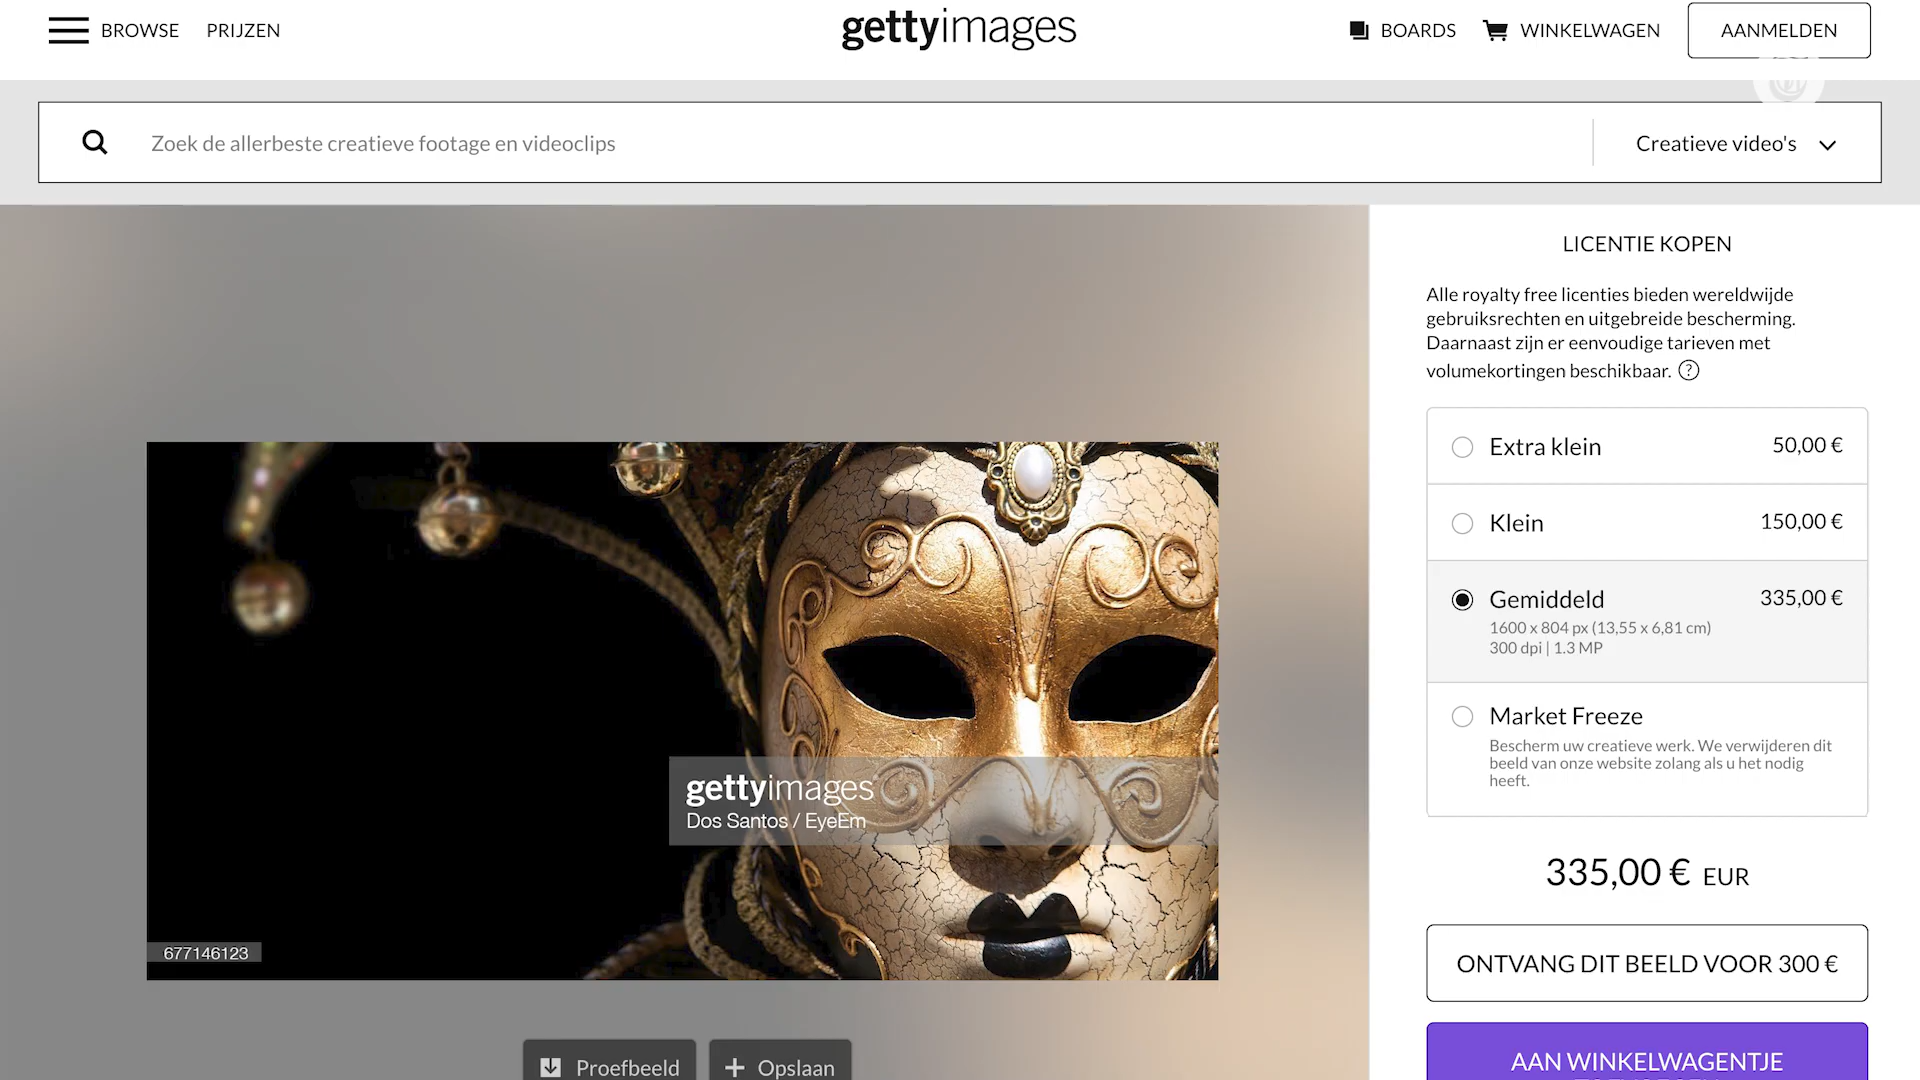 BROWSE PRIJZEN gettyimages BOARDS WINKELWAGEN AANMELDEN
Zoek de allerbeste creatieve footage en videoclips Creatieve video's
LICENTIE KOPEN
Alle royalty free licenties bieden wereldwijde
gebruiksrechten en uitgebreide bescherming.
Daarnaast zijn er eenvoudige tarieven met
volumekortingen beschikbaar. ?
Extra klein 50,00 €
Klein 150,00 €
Gemiddeld 335,00 €
1600 x 804 px (13,55 x 6,81 cm)
300 dpi | 1.3 MP
Market Freeze
Bescherm uw creatieve werk. We verwijderen dit
beeld van onze website zolang als u het nodig
heeft.
335,00 € EUR
ONTVANG DIT BEELD VOOR 300 €
AAN WINKELWAGENTJE
gettyimages
Dos Santos / EyeEm
677146123
Proefbeeld
Opslaan